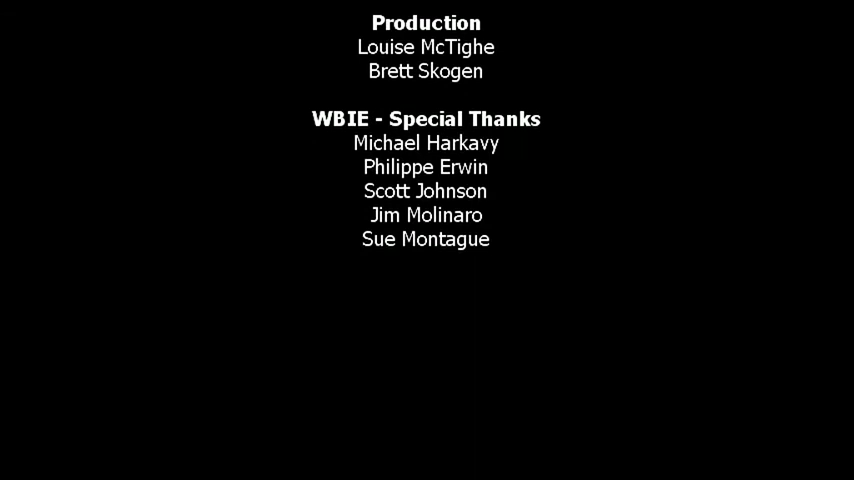 Production
Louise McTighe
Brett Skogen
WBIE - Special Thanks
Michael Harkavy
Philippe Erwin
Scott Johnson
Jim Molinaro
Sue Montague